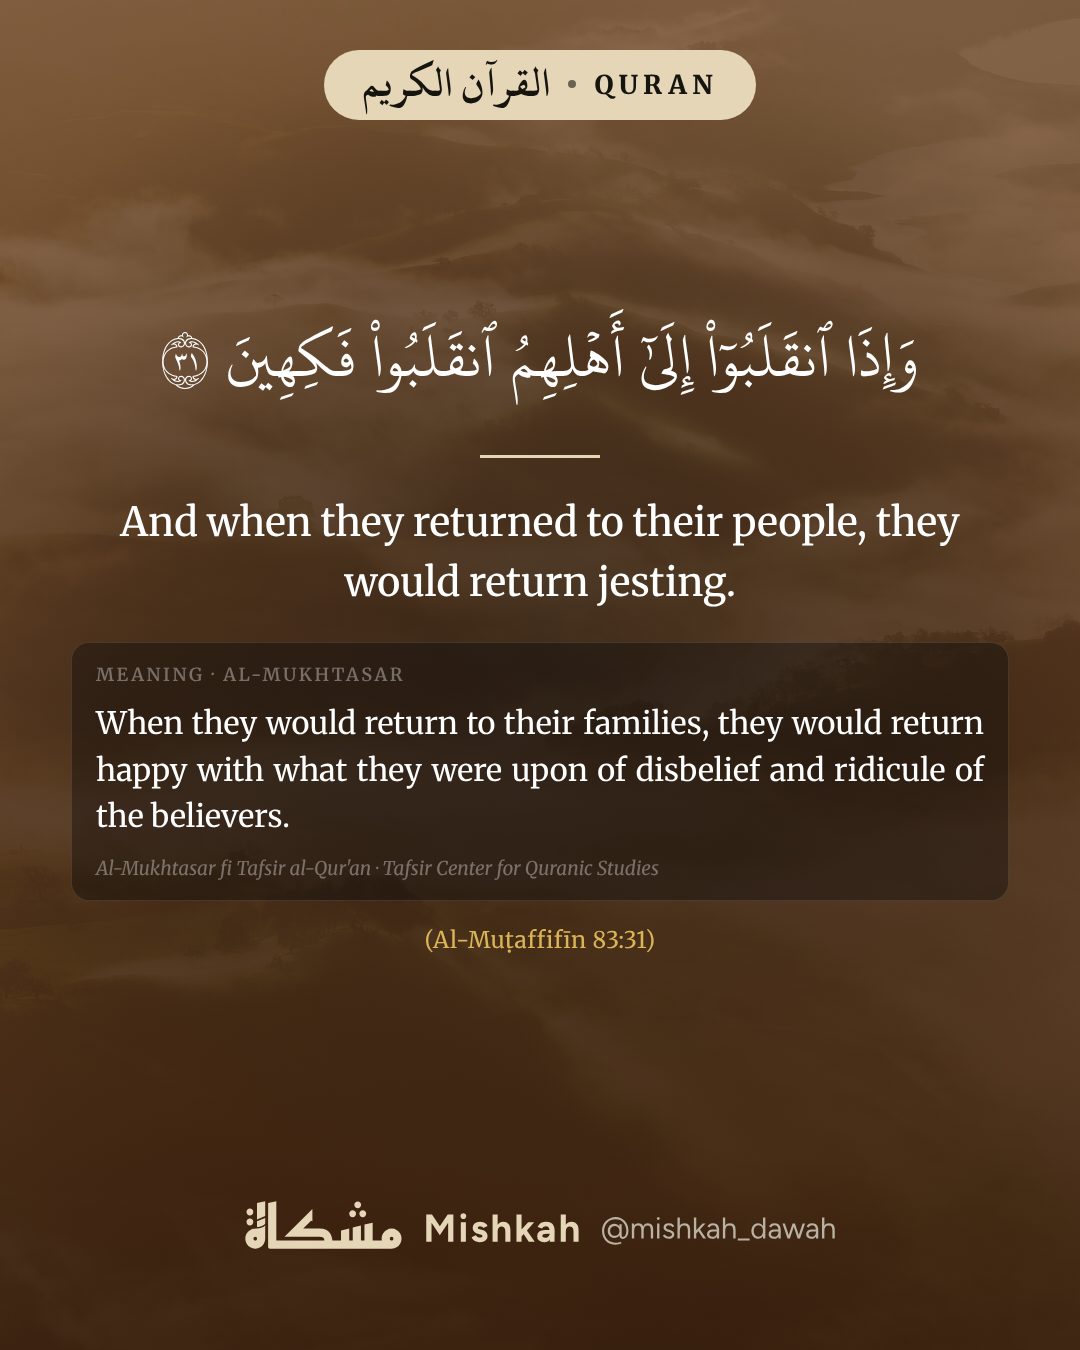 القرآن الكريم • QURAN
وَإِذَا ٱنقَلَبُوٓا۟ إِلَىٰٓ أَهْلِهِمُ ٱنقَلَبُوا۟ فَكِهِينَ ٣١
And when they returned to their people, they
would return jesting.
MEANING · AL-MUKHTASAR
When they would return to their families, they would return
happy with what they were upon of disbelief and ridicule of
the believers.
Al-Mukhtasar fi Tafsir al-Qur'an · Tafsir Center for Quranic Studies
(Al-Muṭaffifīn 83:31)
مشكاة Mishkah @mishkah_dawah